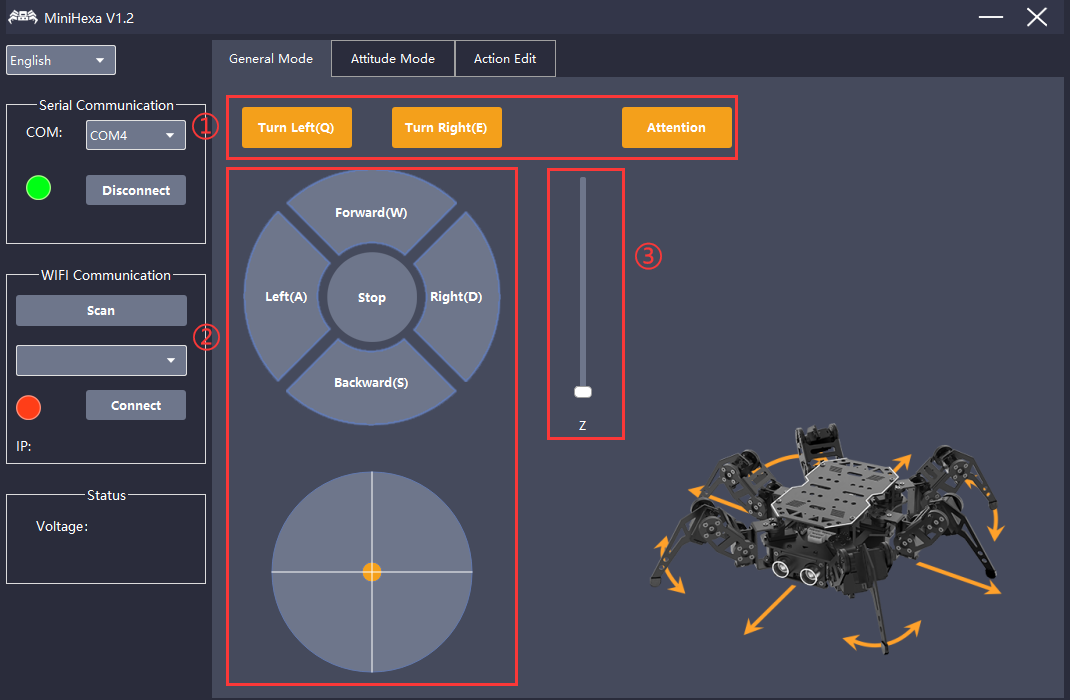 MiniHexa V1.2
English
General Mode
Attitude Mode
Action Edit
Serial Communication
COM:
COM4
Disconnect
①
Turn Left(Q)
Turn Right(E)
Attention
WIFI Communication
Scan
②
Connect
IP:
Status
Voltage:
Forward(W)
Left(A)
Stop
Right(D)
Backward(S)
③
Z